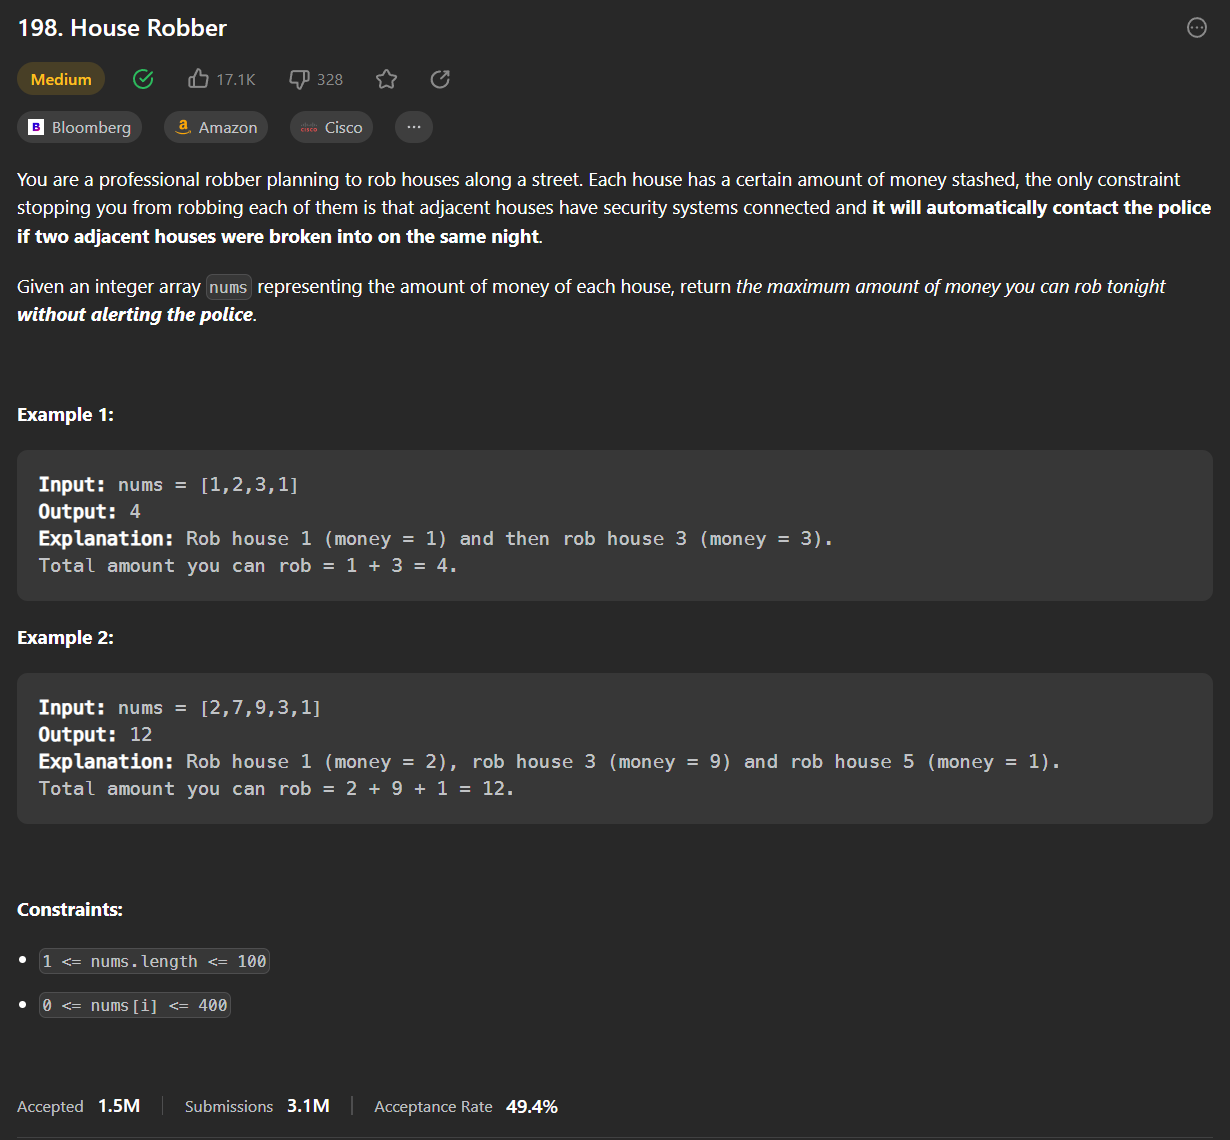 198. House Robber
Medium 17.1K 328
Bloomberg Amazon Cisco ...
You are a professional robber planning to rob houses along a street. Each house has a certain amount of money stashed, the only constraint
stopping you from robbing each of them is that adjacent houses have security systems connected and it will automatically contact the police
if two adjacent houses were broken into on the same night.
Given an integer array nums representing the amount of money of each house, return the maximum amount of money you can rob tonight
without alerting the police.
Example 1:
Input: nums = [1,2,3,1]
Output: 4
Explanation: Rob house 1 (money = 1) and then rob house 3 (money = 3).
Total amount you can rob = 1 + 3 = 4.
Example 2:
Input: nums = [2,7,9,3,1]
Output: 12
Explanation: Rob house 1 (money = 2), rob house 3 (money = 9) and rob house 5 (money = 1).
Total amount you can rob = 2 + 9 + 1 = 12.
Constraints:
• 1 <= nums.length <= 100
• 0 <= nums[i] <= 400
Accepted 1.5M Submissions 3.1M Acceptance Rate 49.4%